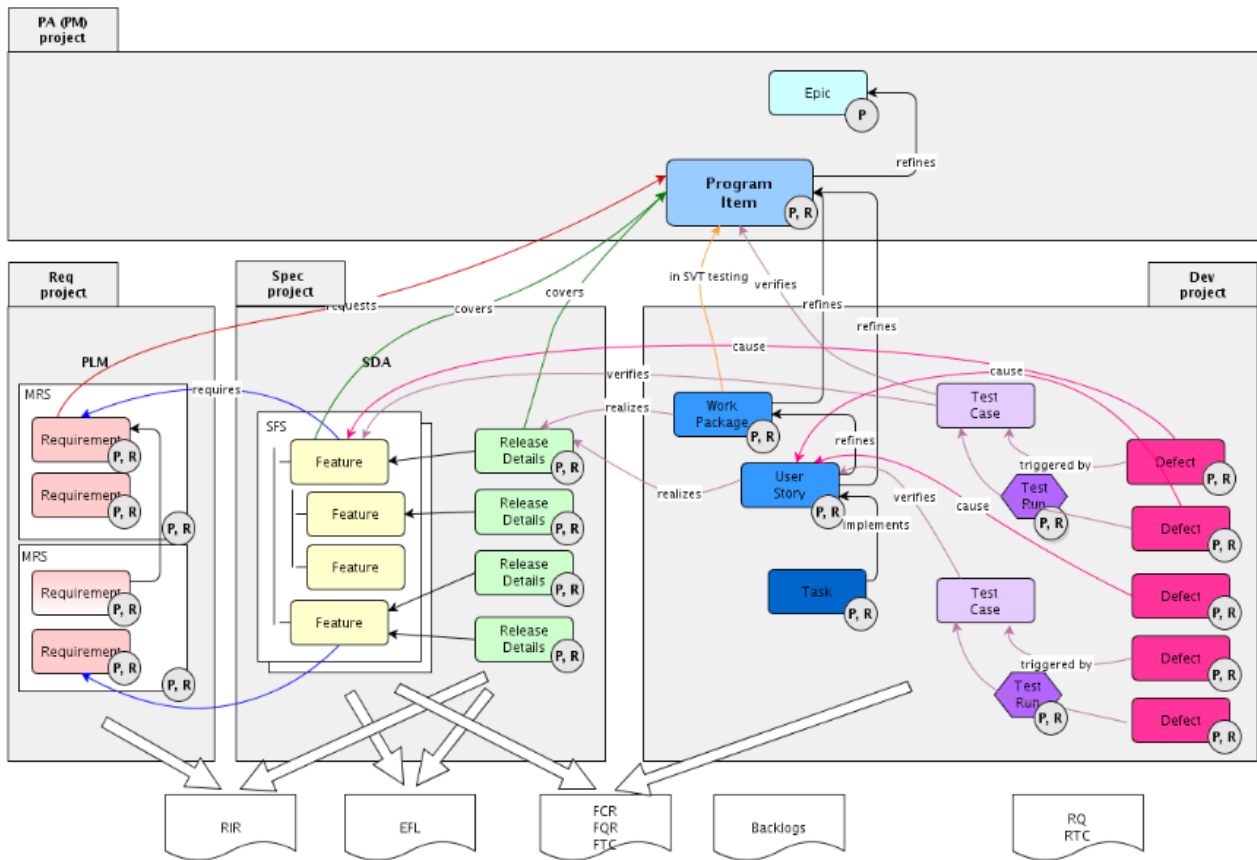 PA (PM)
project
Epic
P
refines
Program
Item
P, R
Req
project
Spec
project
Dev
project
in SVT testing
verifies
refines
refines
covers
covers
requests
PLM
SDA
cause
cause
verifies
requires
MRS
Requirement
P, R
Requirement
P, R
P, R
MRS
Requirement
P, R
Requirement
P, R
P, R
SFS
Feature
Feature
Feature
Feature
Release
Details
P, R
Release
Details
P, R
Release
Details
P, R
Release
Details
P, R
realizes
realizes
Work
Package
P, R
refines
User
Story
P, R
implements
Task
P, R
verifies
cause
Test
Case
triggered by
Test
Run
P, R
Test
Case
triggered by
Test
Run
P, R
Defect
P, R
Defect
P, R
Defect
P, R
Defect
P, R
Defect
P, R
RIR
EFL
FCR
FQR
FTC
Backlogs
RQ
RTC